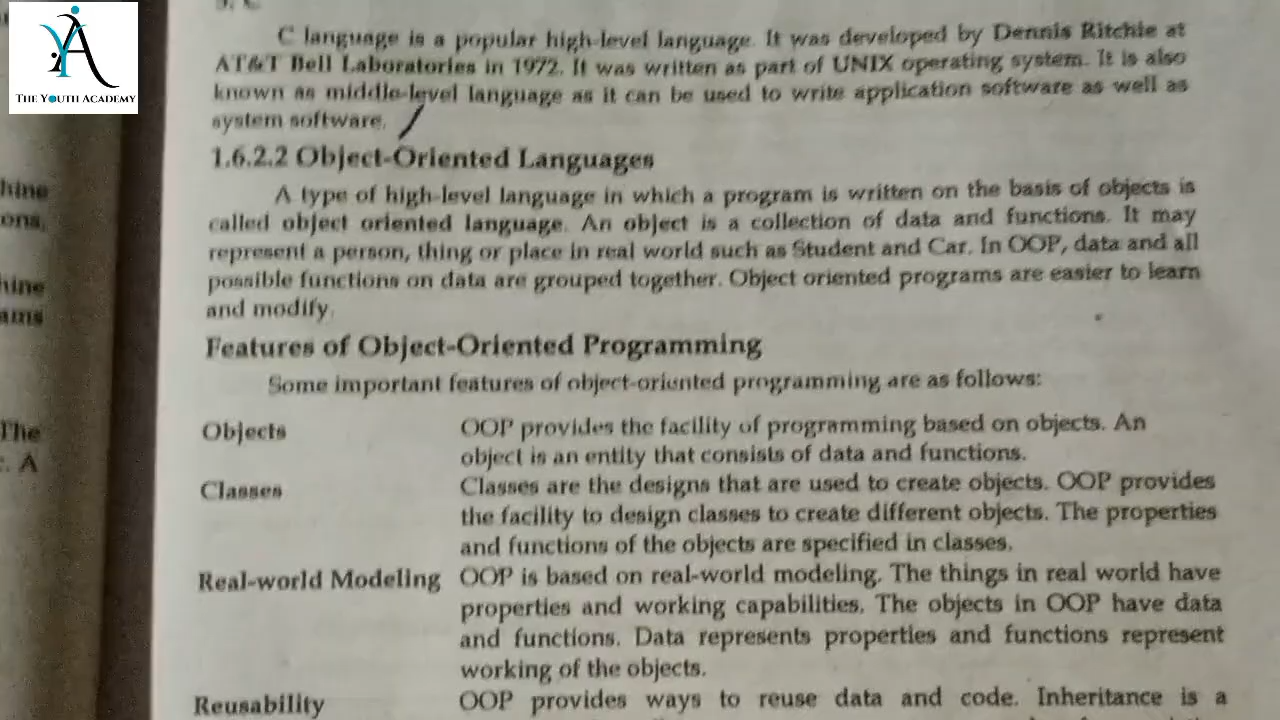 THE YOUTH ACADEMY
C language is a popular high-level language. It was developed by Dennis Ritchie at
AT&T Bell Laboratories in 1972. It was written as part of UNIX operating system. It is also
known as middle-level language as it can be used to write application software as well as
system software.
1.6.2.2 Object-Oriented Languages
A type of high-level language in which a program is written on the basis of objects is
called object oriented language. An object is a collection of data and functions. It may
represent a person, thing or place in real world such as Student and Car. In OOP, data and all
possible functions on data are grouped together. Object oriented programs are easier to learn
and modify.
Features of Object-Oriented Programming
Some important features of object-oriented programming are as follows:
Objects OOP provides the facility of programming based on objects. An
object is an entity that consists of data and functions.
Classes Classes are the designs that are used to create objects. OOP provides
the facility to design classes to create different objects. The properties
and functions of the objects are specified in classes.
Real-world Modeling OOP is based on real-world modeling. The things in real world have
properties and working capabilities. The objects in OOP have data
and functions. Data represents properties and functions represent
working of the objects.
Reusability OOP provides ways to reuse data and code. Inheritance is a